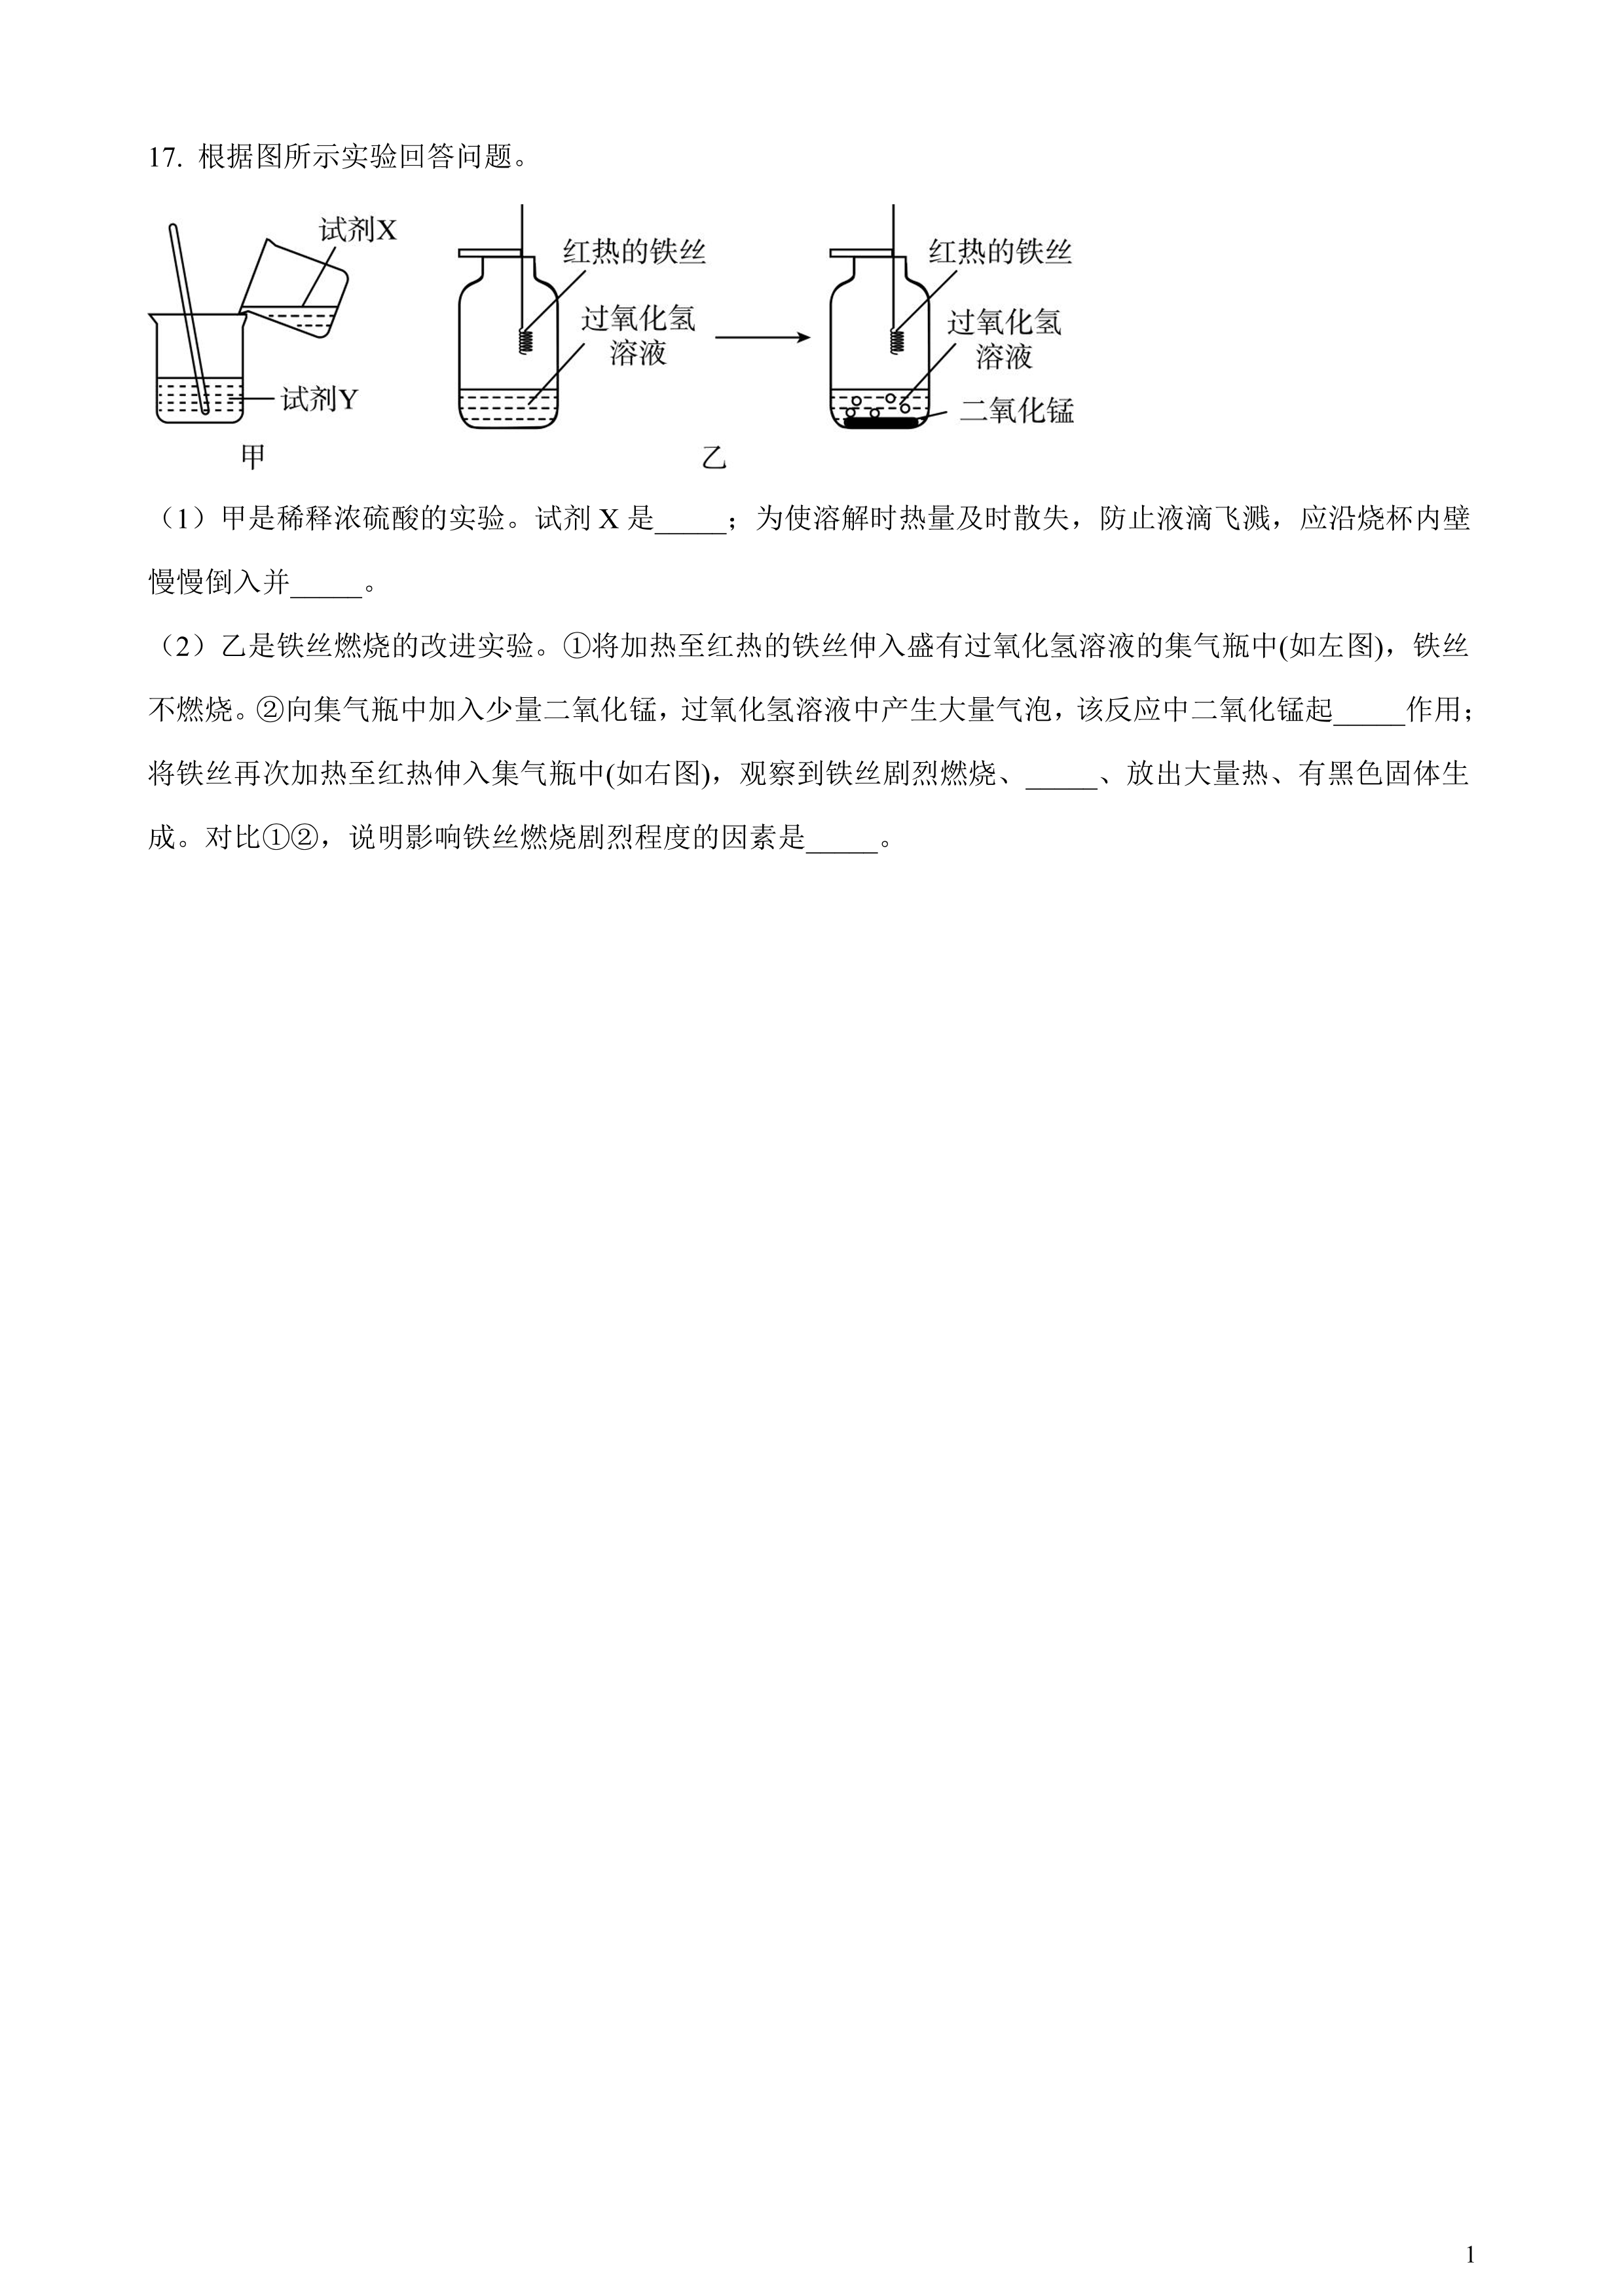 17. 根据图所示实验回答问题。
试剂X
试剂Y
甲
红热的铁丝
过氧化氢
溶液
红热的铁丝
过氧化氢
溶液
二氧化锰
乙
（1）甲是稀释浓硫酸的实验。试剂 X 是_____；为使溶解时热量及时散失，防止液滴飞溅，应沿烧杯内壁
慢慢倒入并_____。
（2）乙是铁丝燃烧的改进实验。①将加热至红热的铁丝伸入盛有过氧化氢溶液的集气瓶中(如左图)，铁丝
不燃烧。②向集气瓶中加入少量二氧化锰，过氧化氢溶液中产生大量气泡，该反应中二氧化锰起_____作用；
将铁丝再次加热至红热伸入集气瓶中(如右图)，观察到铁丝剧烈燃烧、_____、放出大量热、有黑色固体生
成。对比①②，说明影响铁丝燃烧剧烈程度的因素是_____。
1